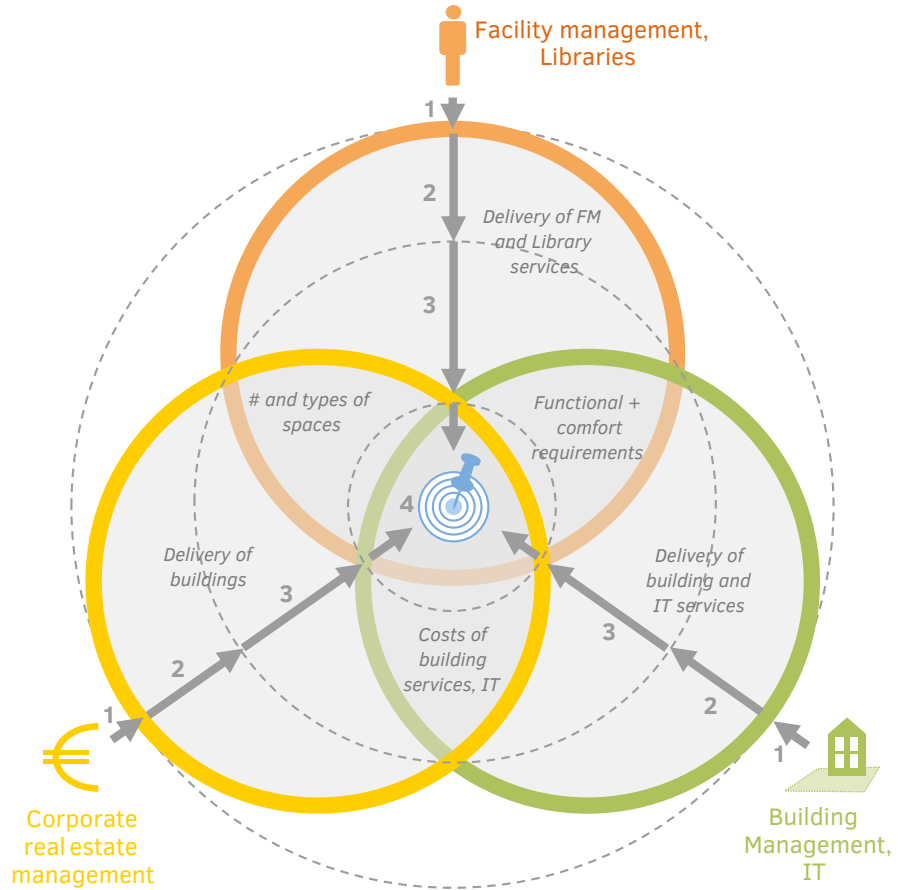 Facility management,
Libraries
1
2
Delivery of FM
and Library
services
3
# and types of
spaces
Functional +
comfort
requirements
4
Delivery of
buildings
3
Delivery of
building and
IT services
3
Costs of
building
services, IT
2
2
1
1
Corporate
real estate
management
Building
Management,
IT